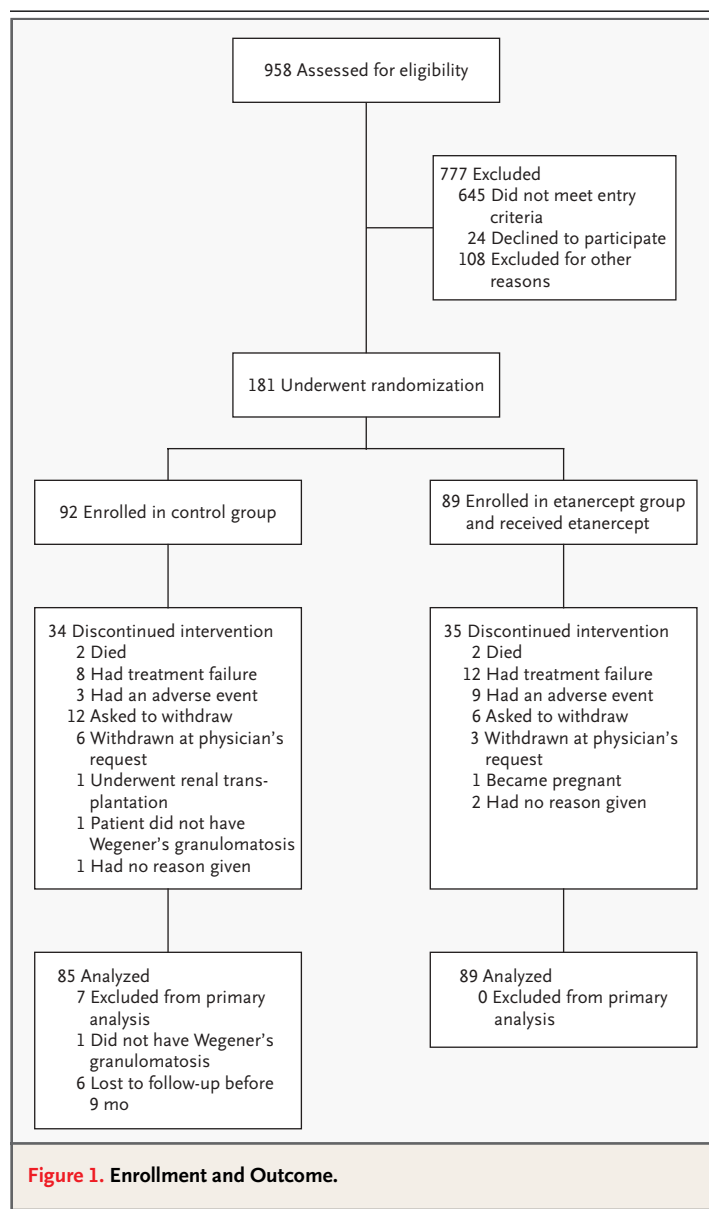 958 Assessed for eligibility
777 Excluded
645 Did not meet entry
criteria
24 Declined to participate
108 Excluded for other
reasons
181 Underwent randomization
92 Enrolled in control group
89 Enrolled in etanercept group
and received etanercept
34 Discontinued intervention
2 Died
8 Had treatment failure
3 Had an adverse event
12 Asked to withdraw
6 Withdrawn at physician's
request
1 Underwent renal trans-
plantation
1 Patient did not have
Wegener's granulomatosis
1 Had no reason given
35 Discontinued intervention
2 Died
12 Had treatment failure
9 Had an adverse event
6 Asked to withdraw
3 Withdrawn at physician's
request
1 Became pregnant
2 Had no reason given
85 Analyzed
7 Excluded from primary
analysis
1 Did not have Wegener's
granulomatosis
6 Lost to follow-up before
9 mo
89 Analyzed
0 Excluded from primary
analysis
Figure 1. Enrollment and Outcome.